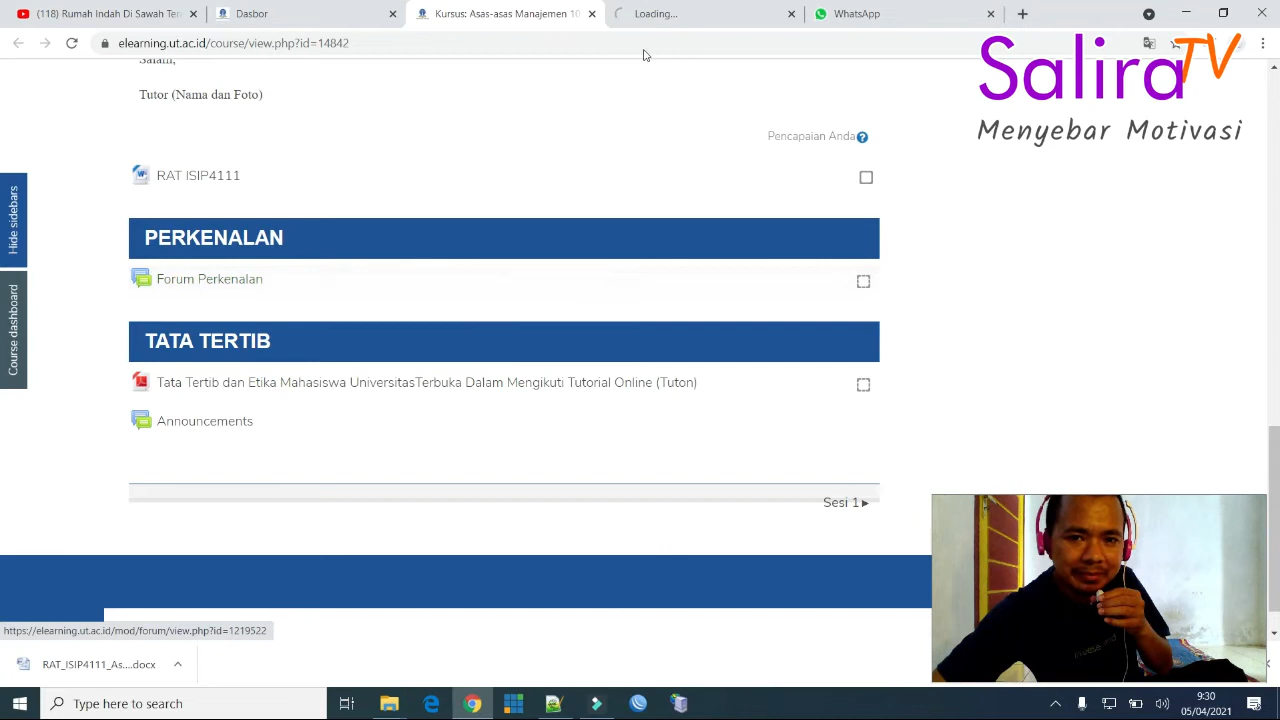 (118) Rumah Indah Di Sawah Ter
Dasbor
Kursus: Asas-asas Manajemen 10
Loading...
WhatsApp
elearning.ut.ac.id/course/view.php?id=14842
Salira TV
Menyebar Motivasi
Salam,
Tutor (Nama dan Foto)
Pencapaian Anda
RAT ISIP4111
Hide sidebars
PERKENALAN
Forum Perkenalan
Course dashboard
TATA TERTIB
Tata Tertib dan Etika Mahasiswa UniversitasTerbuka Dalam Mengikuti Tutorial Online (Tuton)
Announcements
Sesi 1
https://elearning.ut.ac.id/mod/forum/view.php?id=1219522
RAT_ISIP4111_As....docx
Type here to search
9:30
05/04/2021